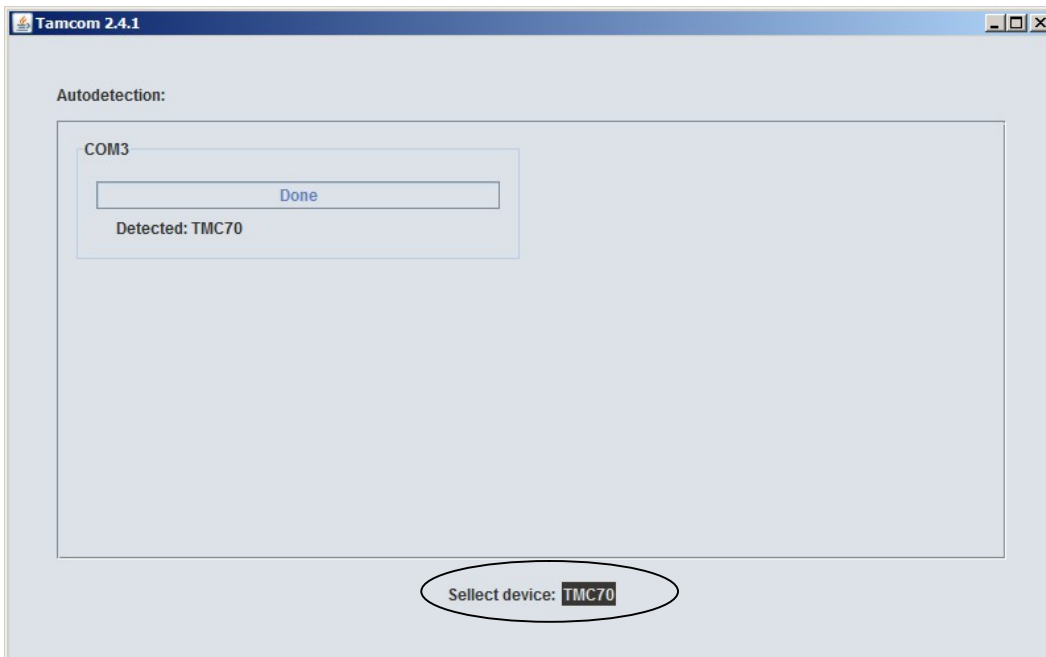 Tamcom 2.4.1
Autodetection:
COM3
Done
Detected: TMC70
Sellect device: TMC70